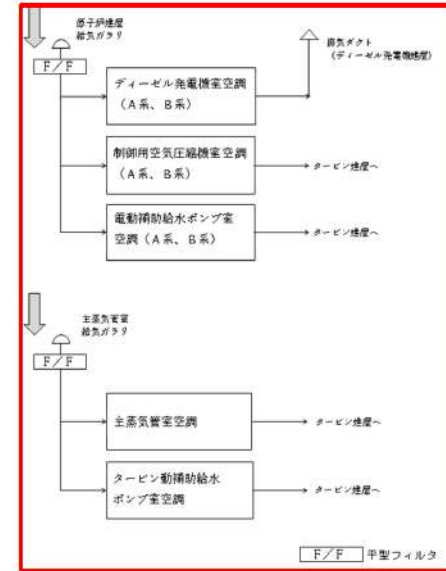 原子炉建屋
給気ガラリ
F/F
排気ダクト
(ディーゼル発電機建屋)
ディーゼル発電機室空調
(A系、B系)
制御用空気圧縮機室空調
(A系、B系)
タービン建屋へ
電動補助給水ポンプ室
空調(A系、B系)
タービン建屋へ
主蒸気管室
給気ガラリ
F/F
主蒸気管室空調
タービン建屋へ
タービン動補助給水
ポンプ室空調
タービン建屋へ
F/F 平型フィルタ